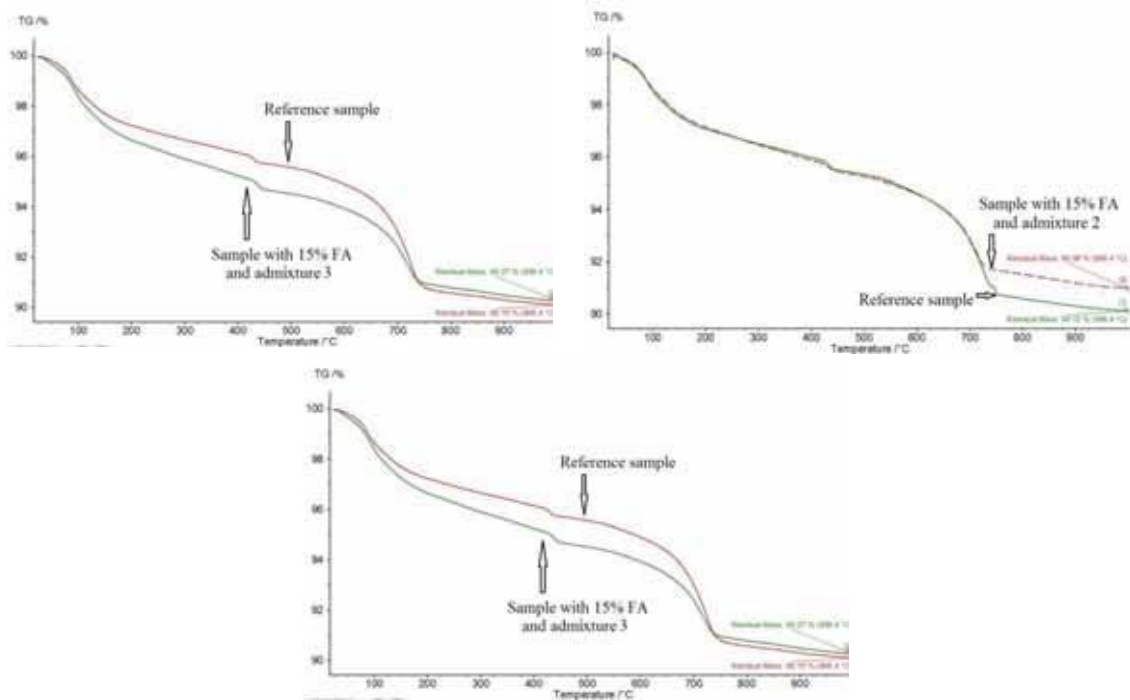 TG /%
100
98
96
94
92
90
Reference sample
Sample with 15% FA
and admixture 3
100 200 300 400 500 600 700 800 900
Temperature /°C
TG /%
100
98
96
94
92
90
Sample with 15% FA
and admixture 2
Reference sample
100 200 300 400 500 600 700 800 900
Temperature /°C
TG /%
100
98
96
94
92
90
Reference sample
Sample with 15% FA
and admixture 3
100 200 300 400 500 600 700 800 900
Temperature /°C